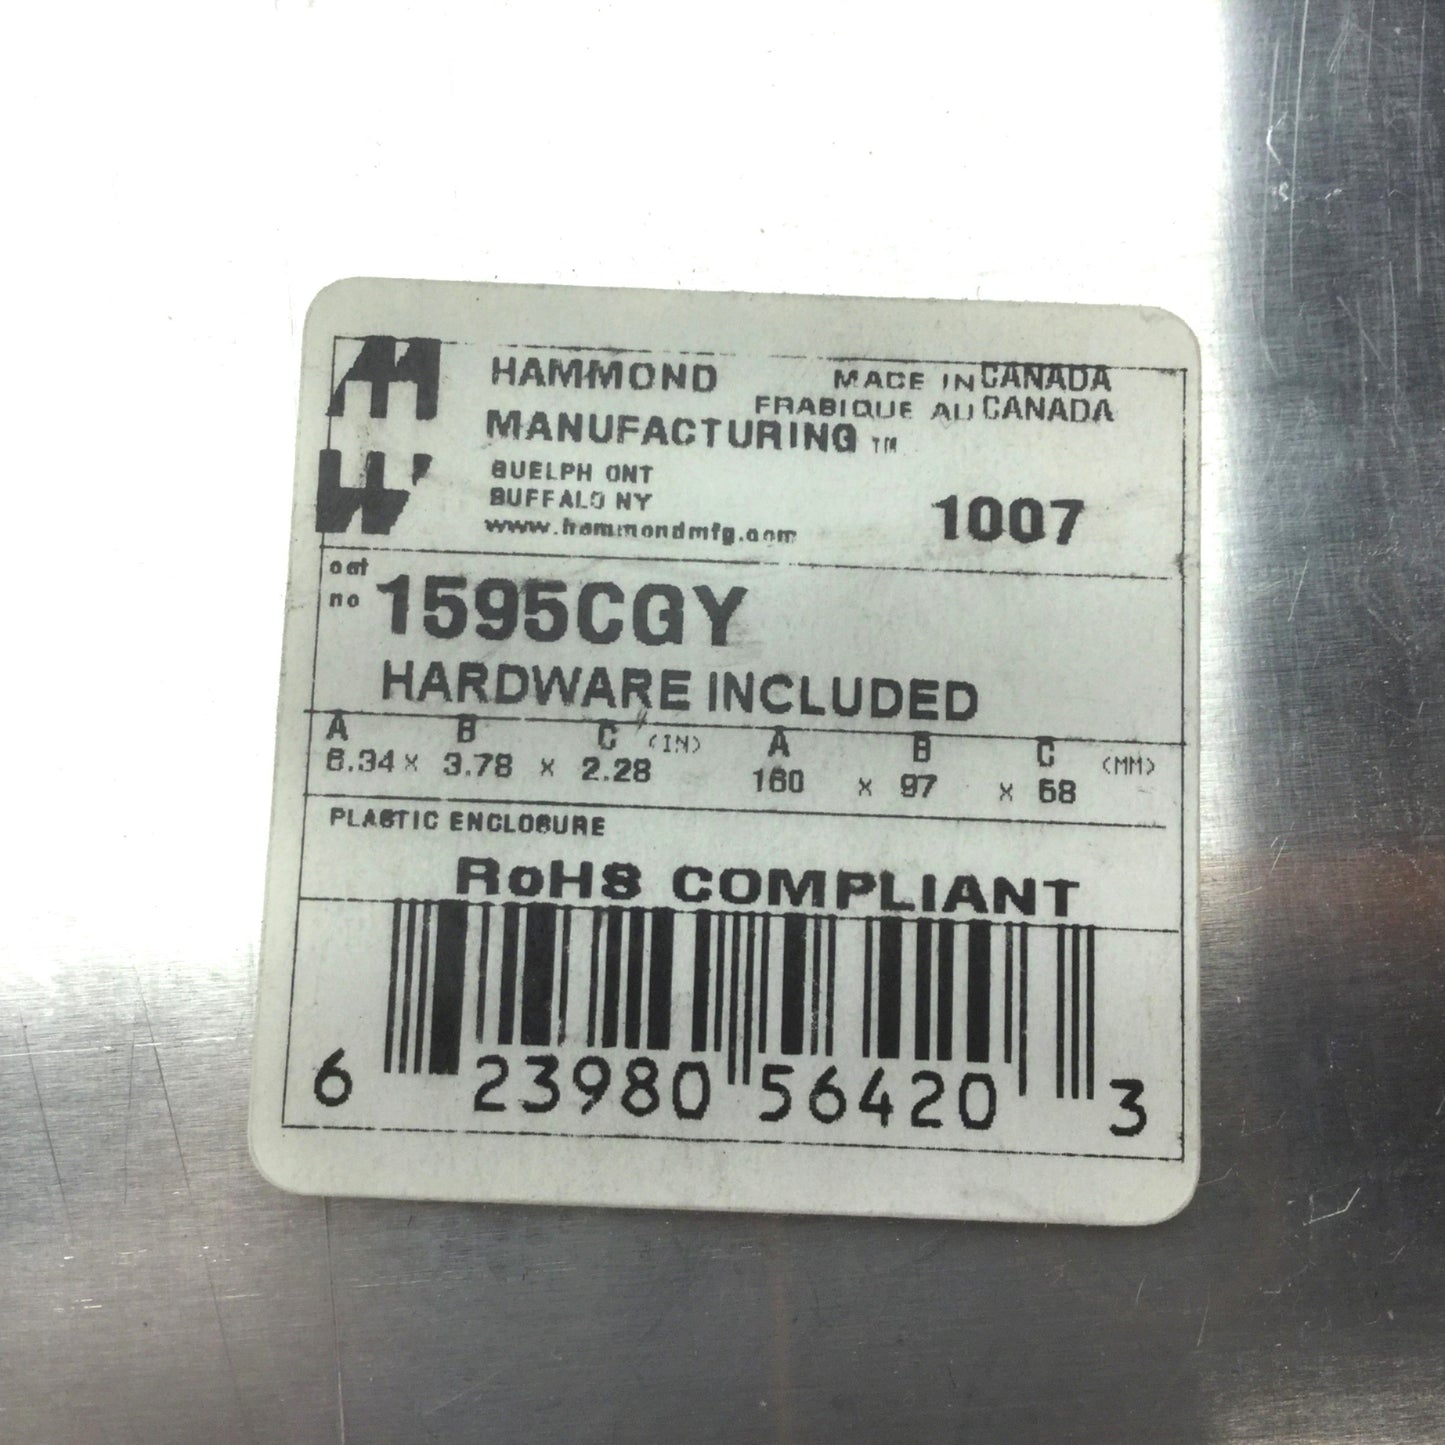 HAMMOND
MANUFACTURING ™
MADE IN CANADA
FRABIQUE AU CANADA
GUELPH ONT
BUFFALO NY
www.hammondmfg.com
1007
cat
no
1595CGY
HARDWARE INCLUDED
A B C (IN) A B C (MM)
6.34 x 3.78 x 2.28 160 x 97 x 58
PLASTIC ENCLOSURE
RoHS COMPLIANT
6 23980 56420 3